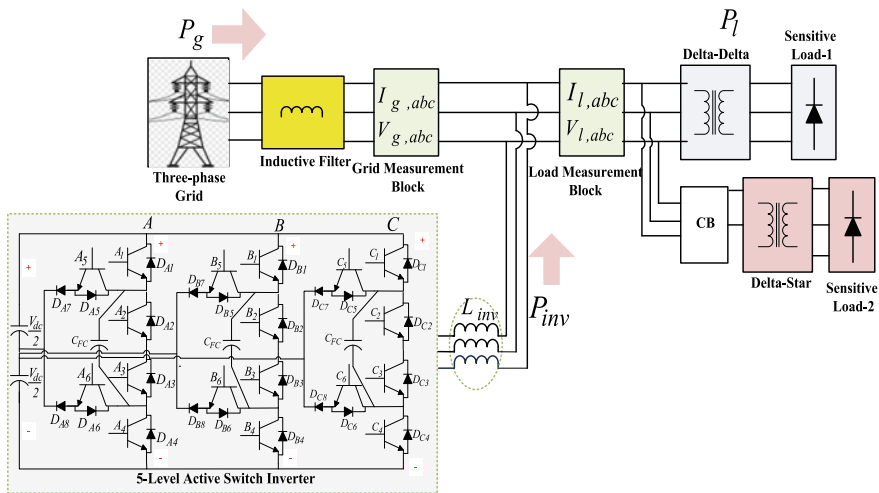 P_g
P_l
Delta-Delta
Sensitive
Load-1
I_g,abc
V_g,abc
I_l,abc
V_l,abc
Inductive Filter
Three-phase
Grid
Grid Measurement
Block
Load Measurement
Block
CB
Delta-Star
Sensitive
Load-2
P_inv
L_inv
A
B
C
+
+
+
+
A_5
A_1
D_A1
D_A7
D_A5
A_2
D_A2
C_FC
A_6
A_3
D_A3
D_A8
D_A6
A_4
D_A4
B_5
B_1
D_B1
D_B7
D_B5
B_2
D_B2
C_FC
B_6
B_3
D_B3
D_B8
D_B6
B_4
D_B4
C_5
C_1
D_C1
D_C7
D_C5
C_2
D_C2
C_FC
C_6
C_3
D_C3
D_C8
D_C6
C_4
D_C4
V_dc
2
V_dc
2
-
-
-
-
5-Level Active Switch Inverter